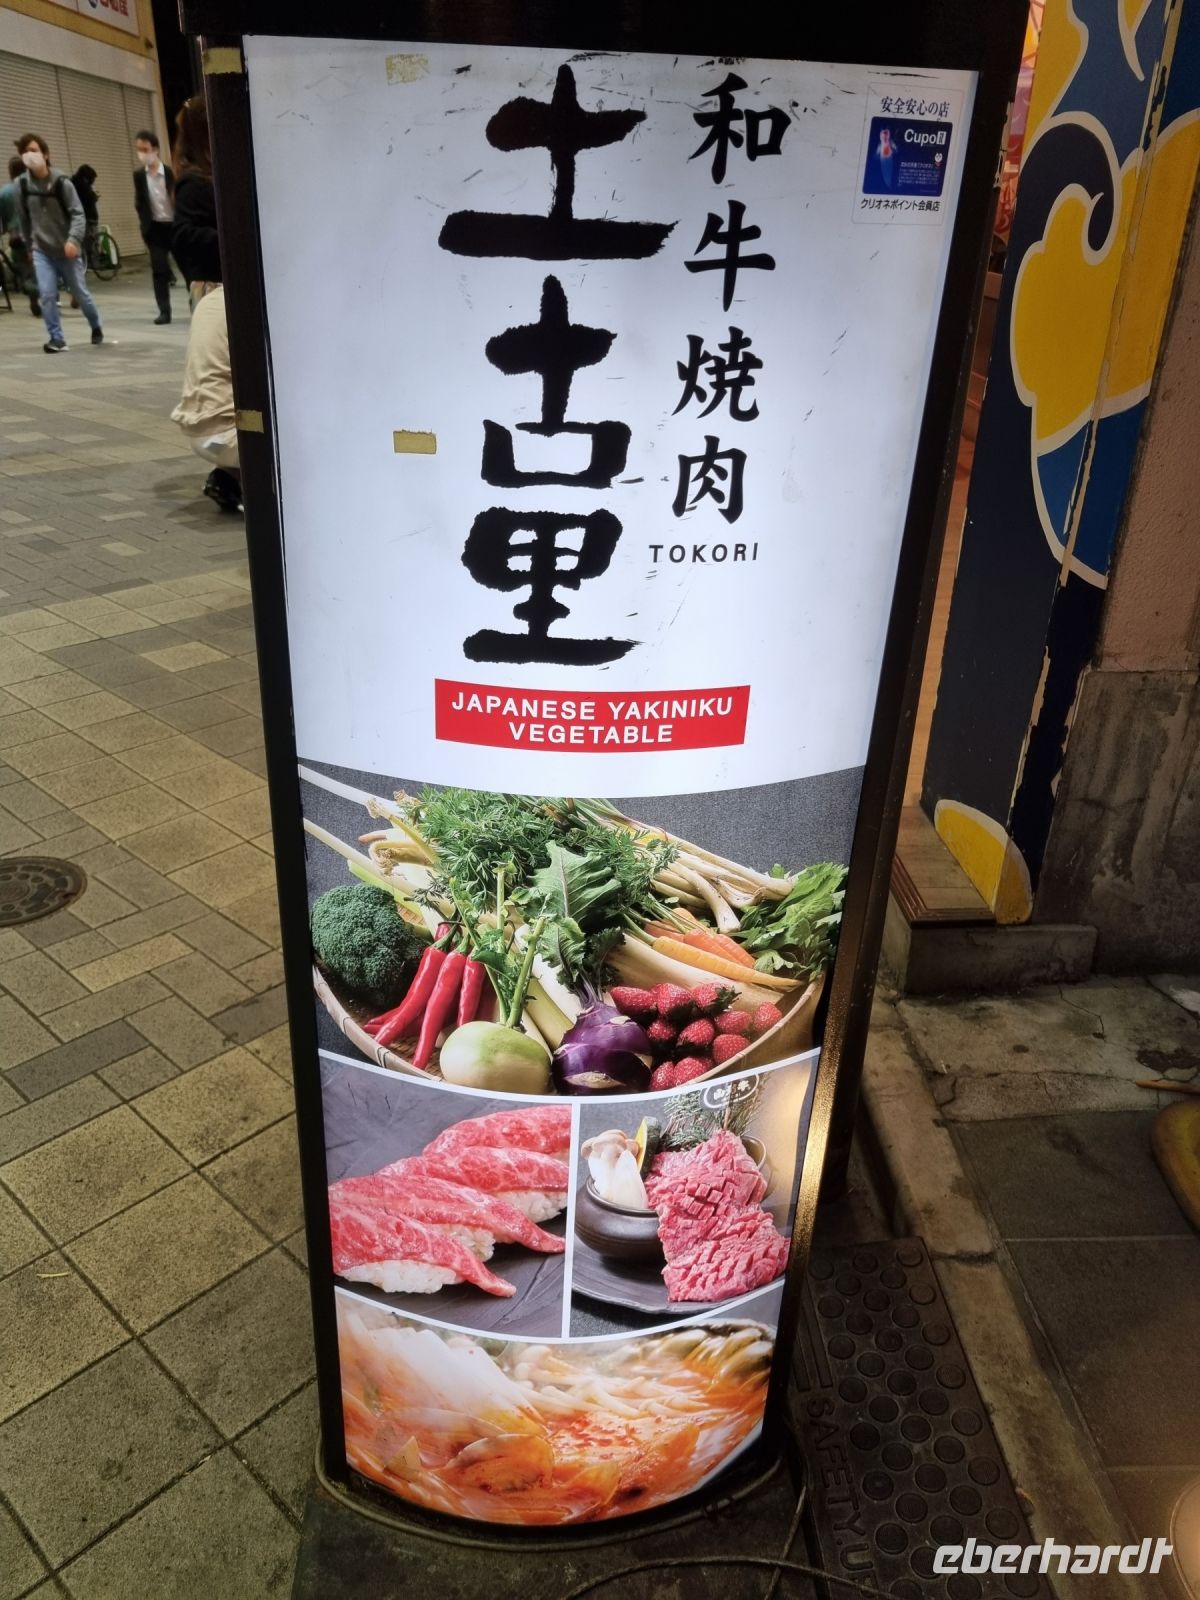 土古里
和牛焼肉
TOKORI
安全安心の店
Cupo
クリオネポイント会員店
JAPANESE YAKINIKU
VEGETABLE
SAFETY.U
eberhardt